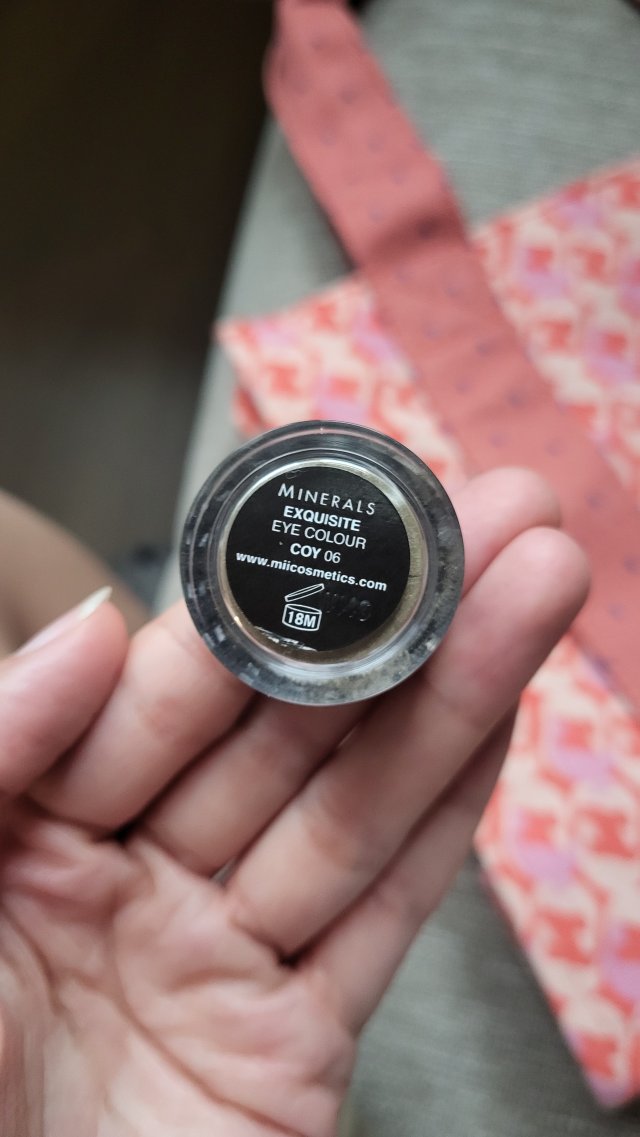 MINERALS
EXQUISITE
EYE COLOUR
COY 06
www.miicosmetics.com
18M